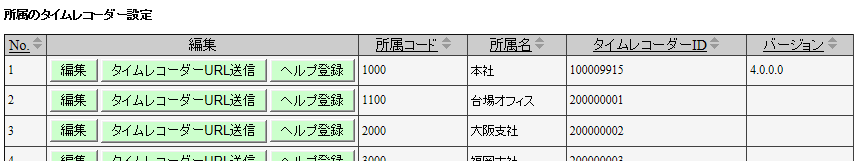 所属のタイムレコーダー設定
No. 編集 所属コード 所属名 タイムレコーダーID バージョン
1 編集 タイムレコーダーURL送信 ヘルプ登録 1000 本社 100009915 4.0.0.0
2 編集 タイムレコーダーURL送信 ヘルプ登録 1100 台場オフィス 200000001
3 編集 タイムレコーダーURL送信 ヘルプ登録 2000 大阪支社 200000002
4 編集 タイムレコーダーURL送信 ヘルプ登録 3000 福岡支社 200000003